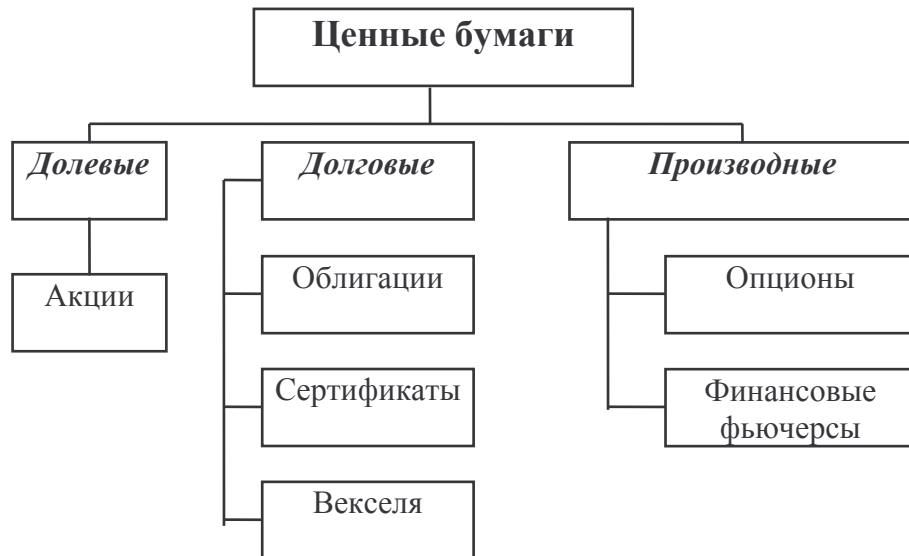 Ценные бумаги
Долевые
Долговые
Производные
Акции
Облигации
Опционы
Сертификаты
Финансовые
фьючерсы
Векселя